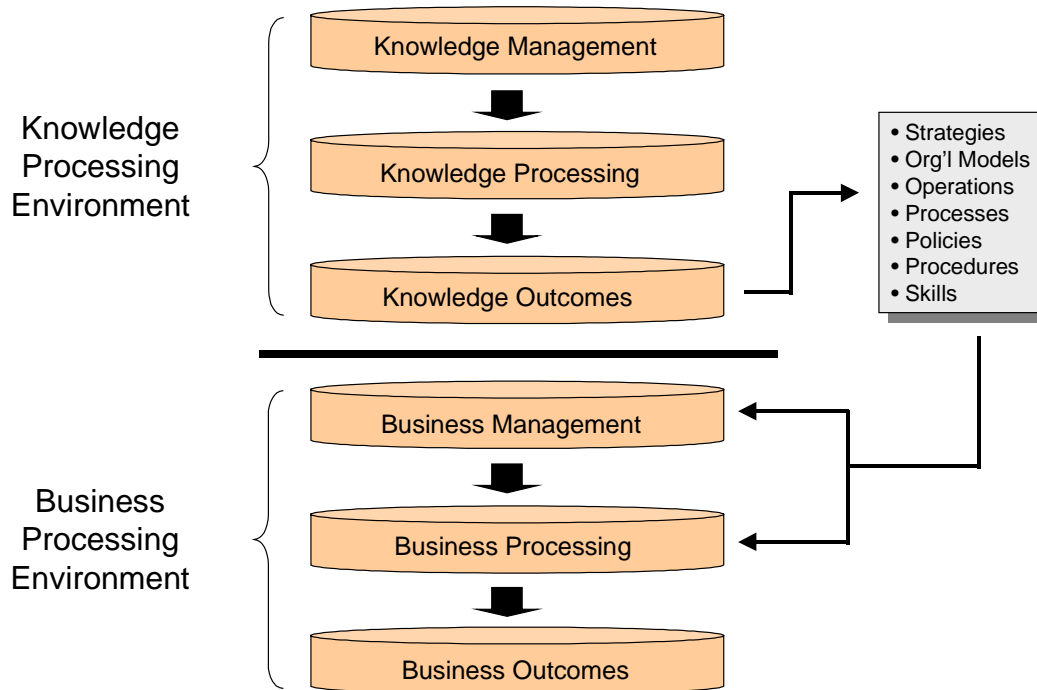 Knowledge Management
Knowledge
Processing
Environment
Knowledge Processing
Knowledge Outcomes
• Strategies
• Org'l Models
• Operations
• Processes
• Policies
• Procedures
• Skills
Business Management
Business
Processing
Environment
Business Processing
Business Outcomes